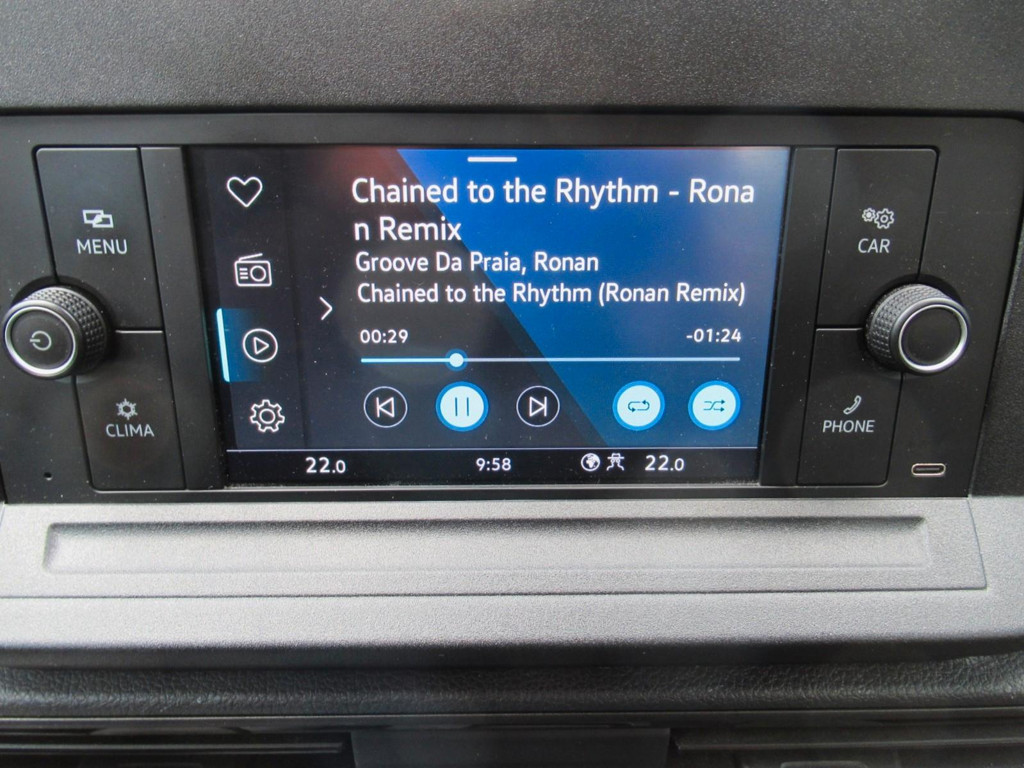 MENU
CLIMA
Chained to the Rhythm - Rona
n Remix
Groove Da Praia, Ronan
Chained to the Rhythm (Ronan Remix)
00:29
-01:24
22.0
9:58
22.0
CAR
PHONE